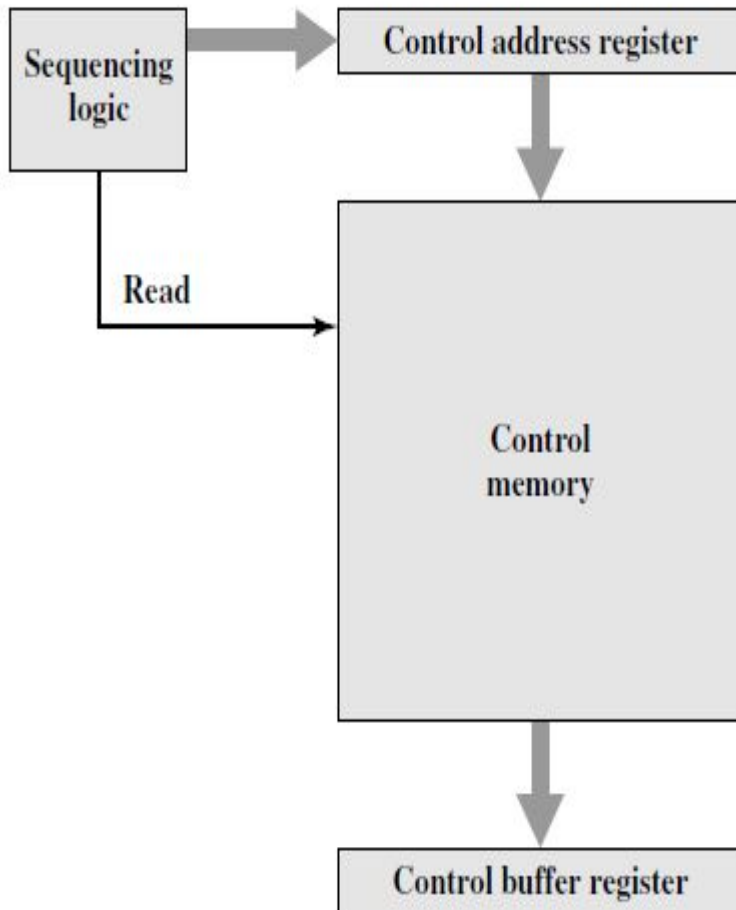 Sequencing
logic
Control address register
Read
Control
memory
Control buffer register